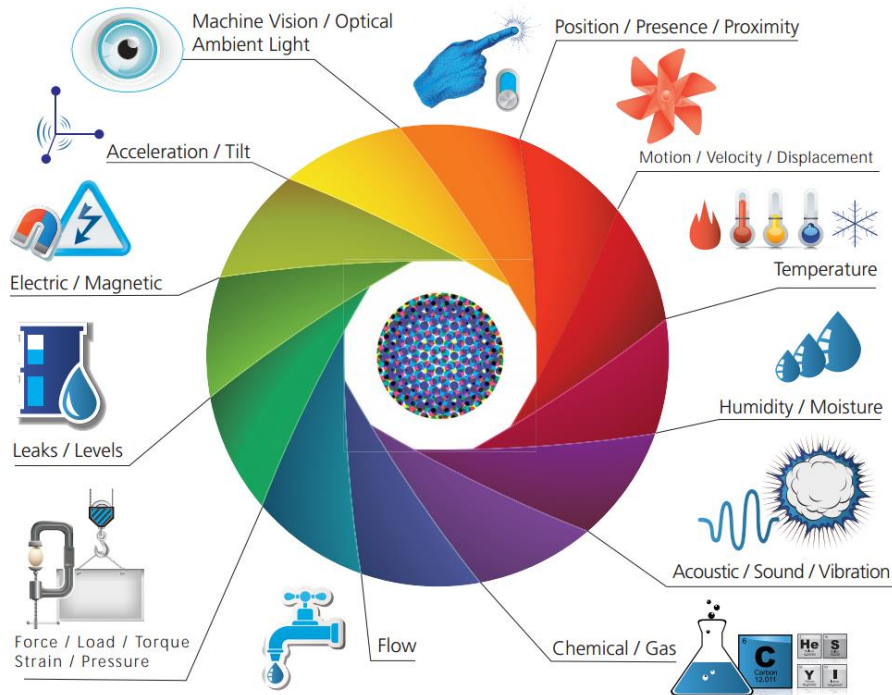 Machine Vision / Optical
Ambient Light
Position / Presence / Proximity
Acceleration / Tilt
Motion / Velocity / Displacement
Electric / Magnetic
Temperature
Leaks / Levels
Humidity / Moisture
Force / Load / Torque
Strain / Pressure
Flow
Chemical / Gas
Acoustic / Sound / Vibration
6
C
Carbon
12.011
He
S
Y
I